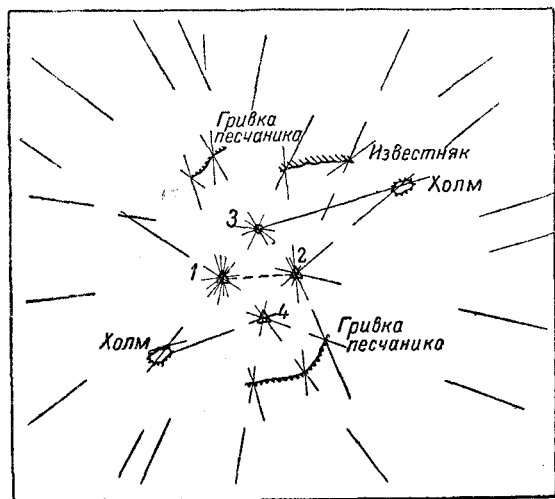 Гривка
песчаника
Известняк
Холм
3
1
2
4
Гривка
песчаника
Холм